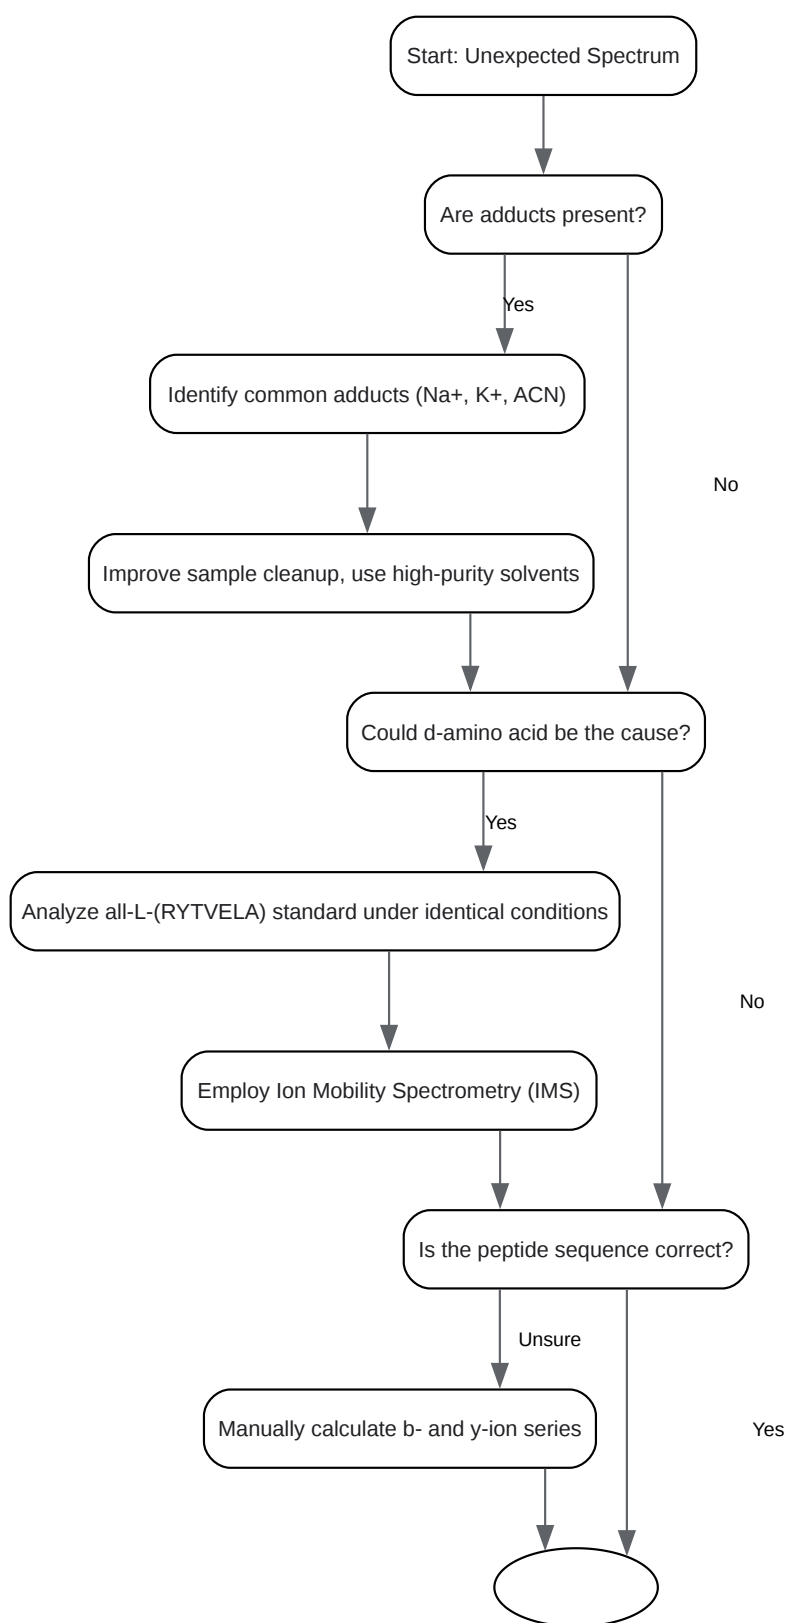 Start: Unexpected Spectrum
Are adducts present?
Yes
Identify common adducts (Na+, K+, ACN)
No
Improve sample cleanup, use high-purity solvents
Could d-amino acid be the cause?
Yes
Analyze all-L-(RYTVELA) standard under identical conditions
No
Employ Ion Mobility Spectrometry (IMS)
Is the peptide sequence correct?
Unsure
Manually calculate b- and y-ion series
Yes